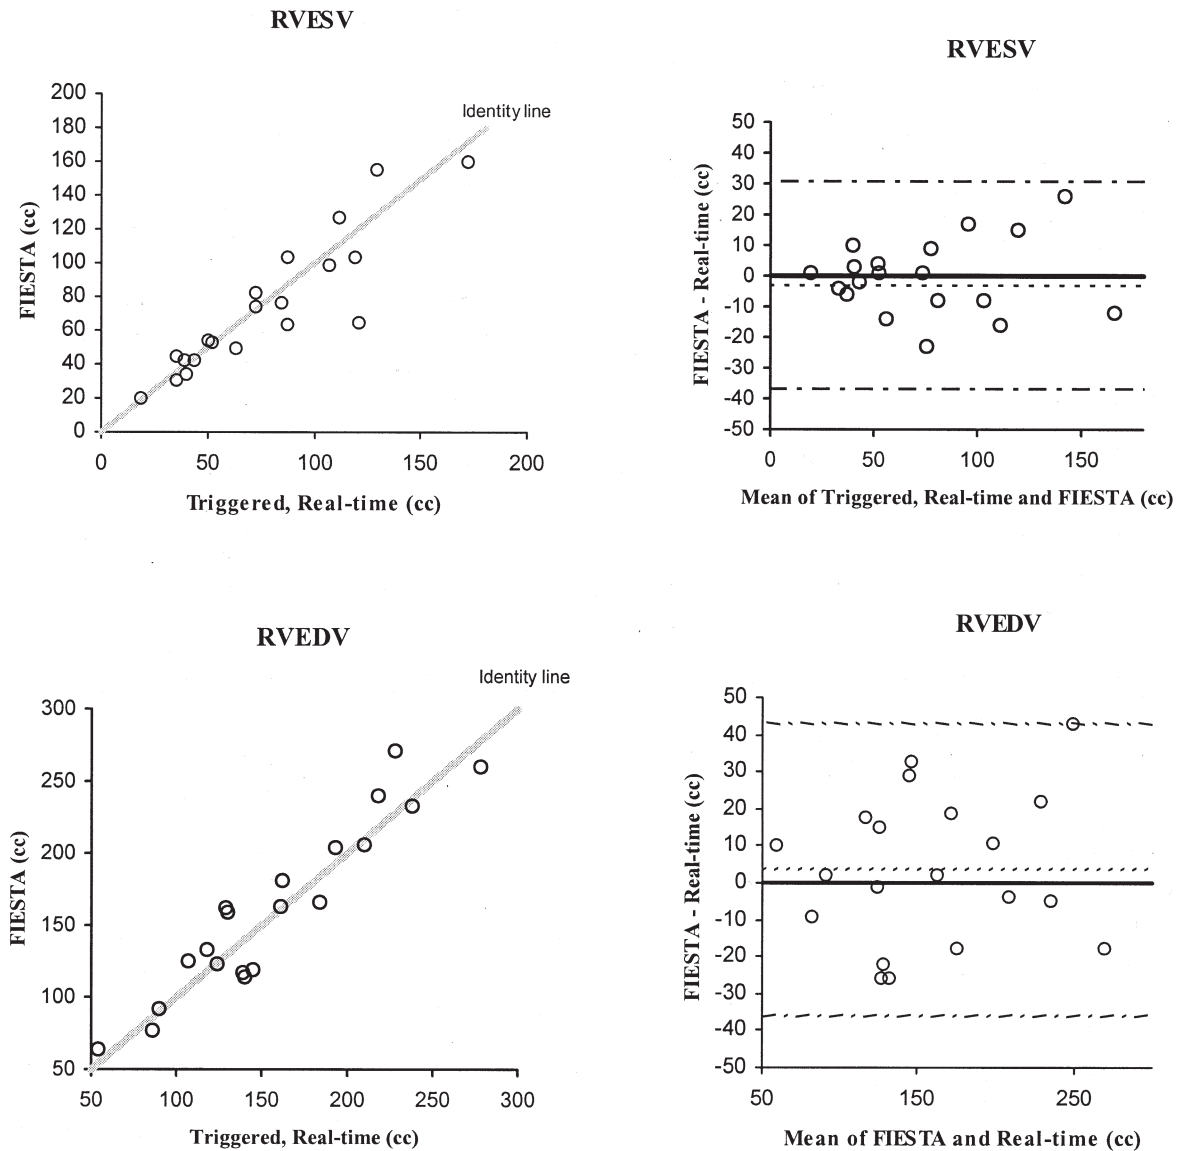 RVESV
200
180
160
140
120
100
80
60
40
20
0
FIESTA (cc)
Identity line
0 50 100 150 200
Triggered, Real-time (cc)
RVESV
50
40
30
20
10
0
-10
-20
-30
-40
-50
FIESTA - Real-time (cc)
0 50 100 150
Mean of Triggered, Real-time and FIESTA (cc)
RVEDV
Identity line
300
250
200
150
100
50
FIESTA (cc)
50 100 150 200 250 300
Triggered, Real-time (cc)
RVEDV
50
40
30
20
10
0
-10
-20
-30
-40
-50
FIESTA - Real-time (cc)
50 150 250
Mean of FIESTA and Real-time (cc)